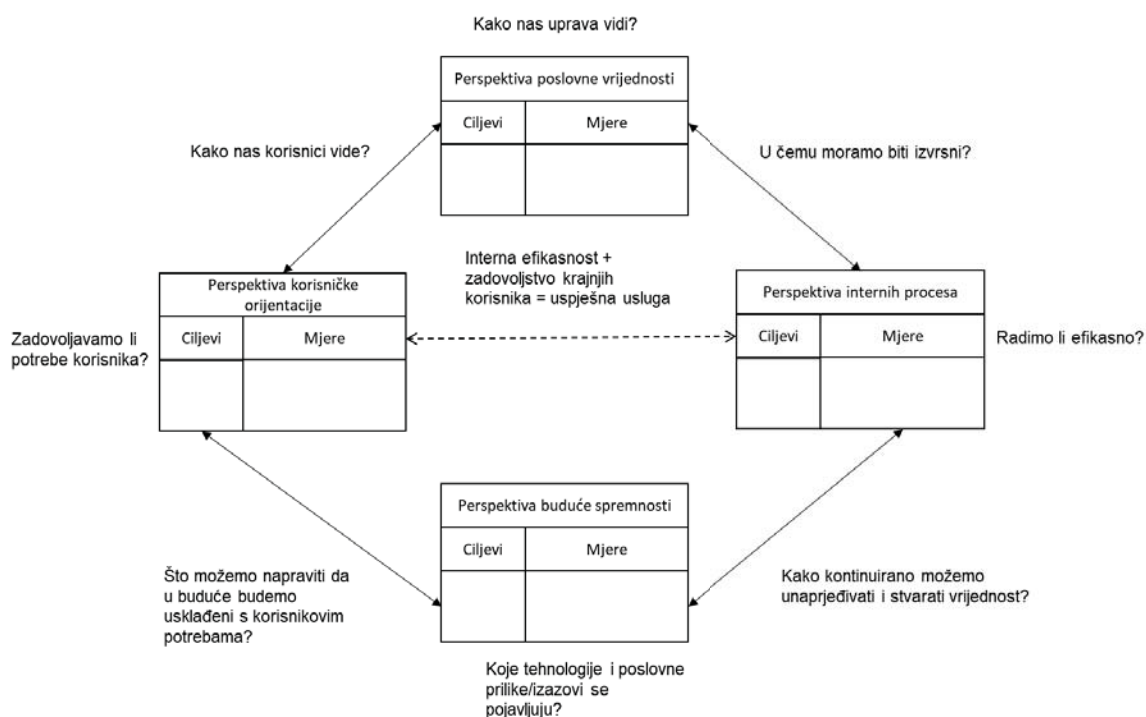 Kako nas uprava vidi?
Perspektiva poslovne vrijednosti
Ciljevi
Mjere
Kako nas korisnici vide?
U čemu moramo biti izvrsni?
Interna efikasnost +
zadovoljstvo krajnjih
korisnika = uspješna usluga
Perspektiva korisničke
orijentacije
Ciljevi
Mjere
Zadovoljavamo li
potrebe korisnika?
Perspektiva internih procesa
Ciljevi
Mjere
Radimo li efikasno?
Perspektiva buduće spremnosti
Ciljevi
Mjere
Što možemo napraviti da
u buduće budemo
usklađeni s korisnikovim
potrebama?
Kako kontinuirano možemo
unaprjeđivati i stvarati vrijednost?
Koje tehnologije i poslovne
prilike/izazovi se
pojavljuju?